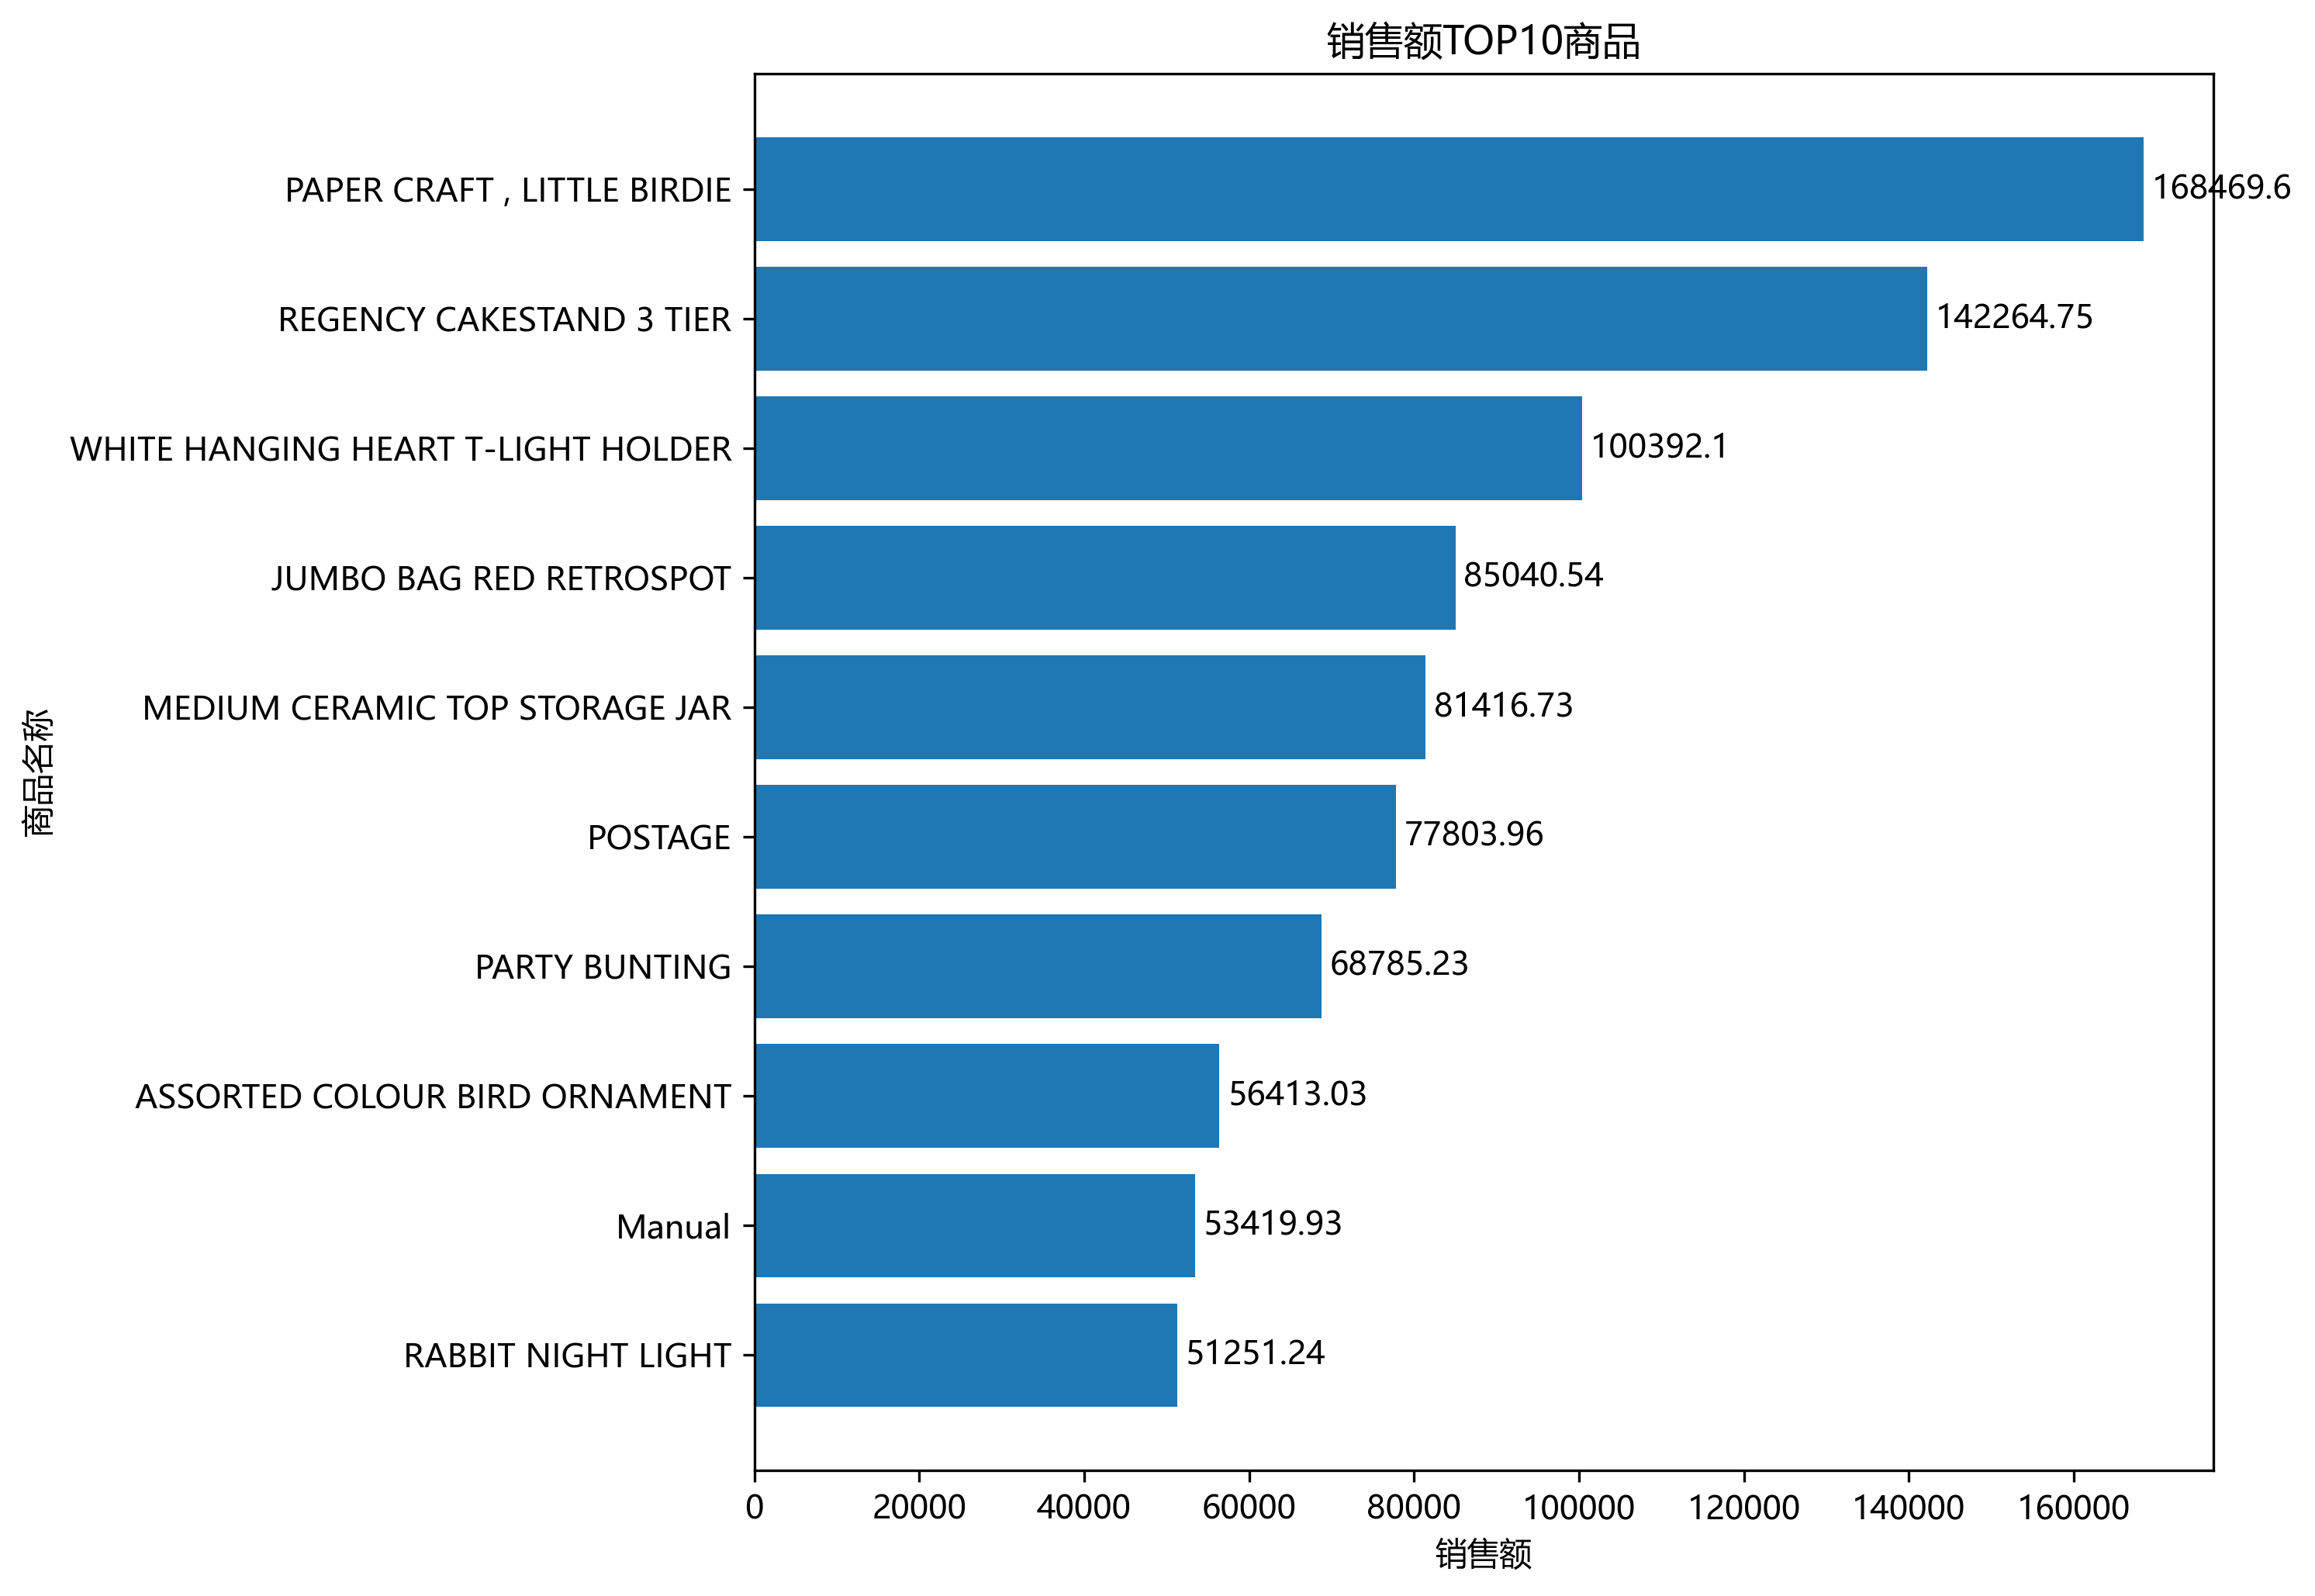 销售额TOP10商品
PAPER CRAFT , LITTLE BIRDIE
168469.6
REGENCY CAKESTAND 3 TIER
142264.75
WHITE HANGING HEART T-LIGHT HOLDER
100392.1
JUMBO BAG RED RETROSPOT
85040.54
MEDIUM CERAMIC TOP STORAGE JAR
81416.73
POSTAGE
77803.96
PARTY BUNTING
68785.23
ASSORTED COLOUR BIRD ORNAMENT
56413.03
Manual
53419.93
RABBIT NIGHT LIGHT
51251.24
商品名称
0 20000 40000 60000 80000 100000 120000 140000 160000
销售额